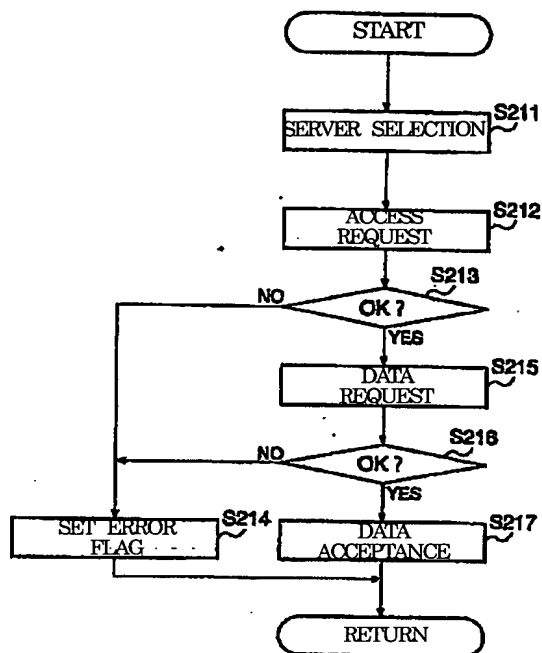 START
S211
SERVER SELECTION
S212
ACCESS
REQUEST
S213
NO
OK ?
YES
S215
DATA
REQUEST
S216
NO
OK ?
YES
S214
SET ERROR
FLAG
S217
DATA
ACCEPTANCE
RETURN